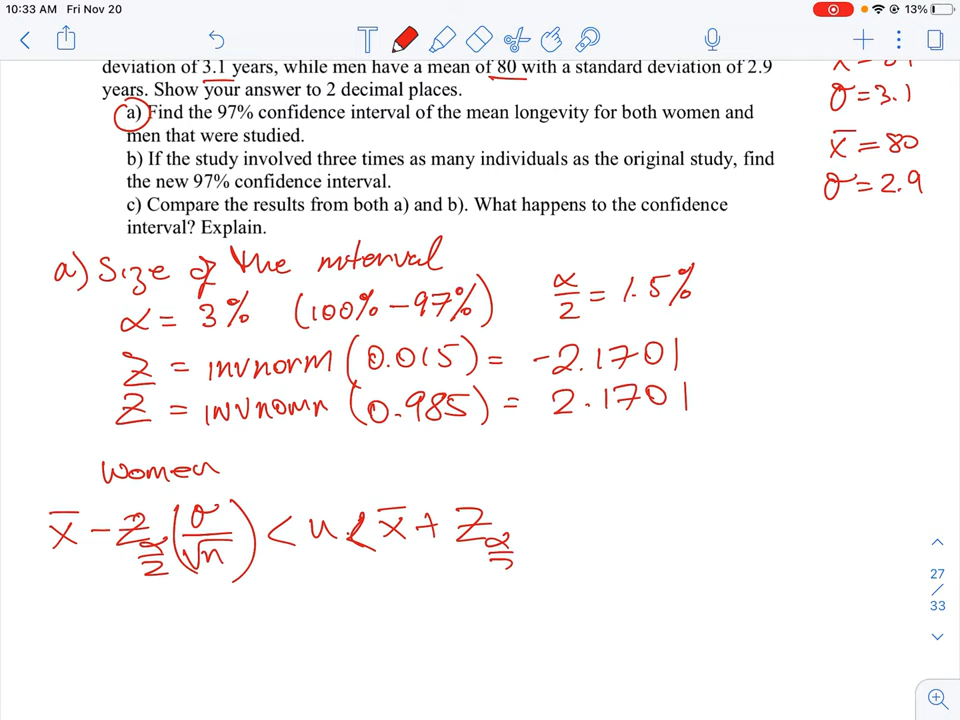 10:33 AM Fri Nov 20
13%
T
deviation of 3.1 years, while men have a mean of 80 with a standard deviation of 2.9
years. Show your answer to 2 decimal places.
a) Find the 97% confidence interval of the mean longevity for both women and
men that were studied.
b) If the study involved three times as many individuals as the original study, find
the new 97% confidence interval.
c) Compare the results from both a) and b). What happens to the confidence
interval? Explain.
σ = 3.1
x̄ = 80
σ = 2.9
a) Size of the interval
α = 3% (100% - 97%) α/2 = 1.5%
Z = invnorm (0.015) = -2.1701
Z = invnorm (0.985) = 2.1701
Women
x̄ - Z α/2 (σ/√n) < u < x̄ + Z α/2
27
/
33